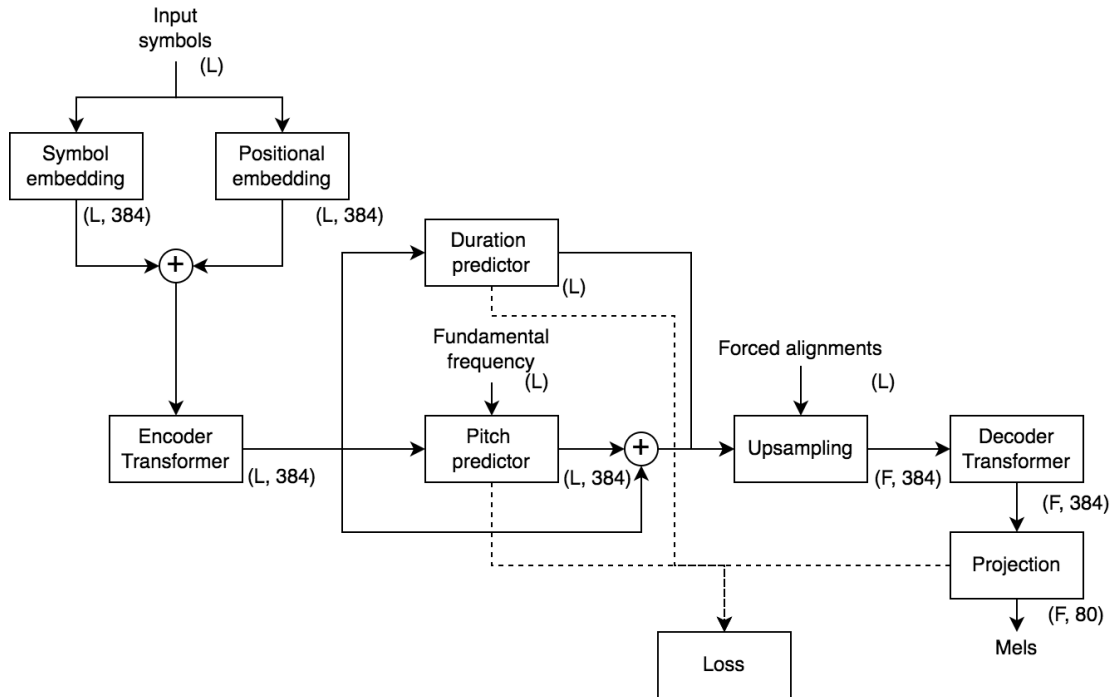 Input
symbols
(L)
Symbol
embedding
(L, 384)
Positional
embedding
(L, 384)
+
Duration
predictor
(L)
Fundamental
frequency
(L)
Forced alignments
(L)
Encoder
Transformer
(L, 384)
Pitch
predictor
(L, 384)
+
Upsampling
(F, 384)
Decoder
Transformer
(F, 384)
Projection
(F, 80)
Mels
Loss